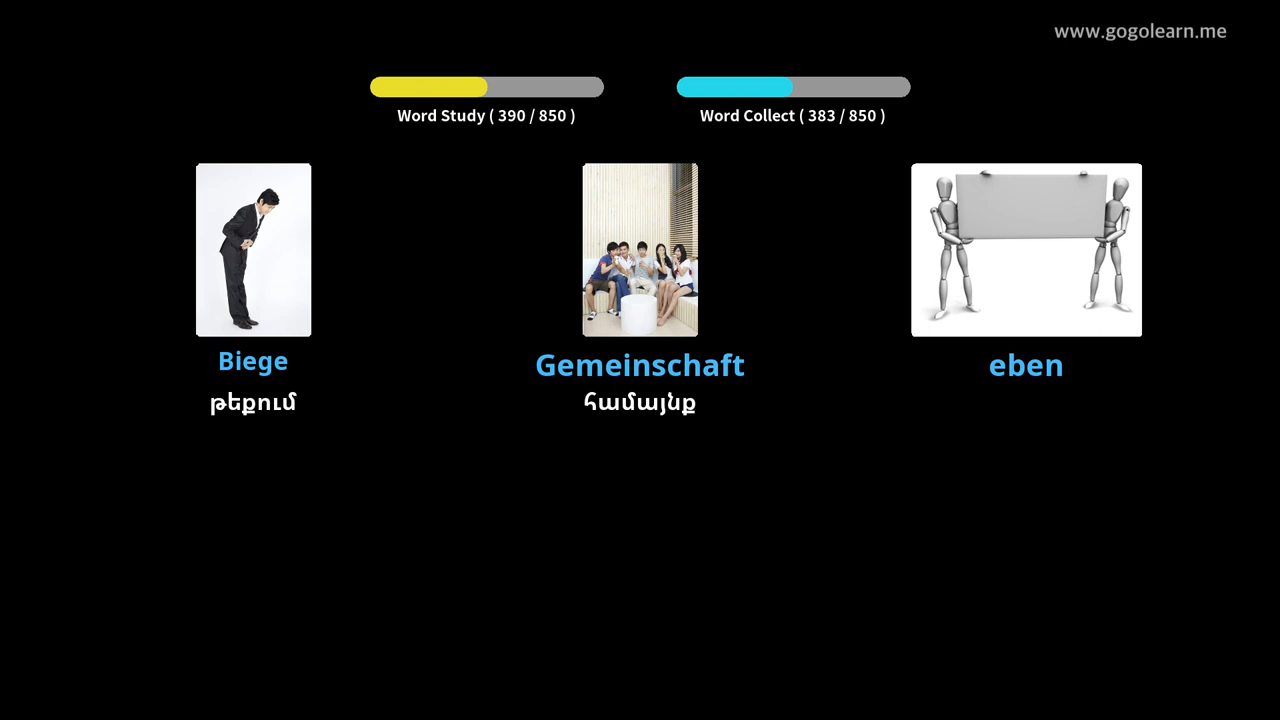 www.gogolearn.me
Word Study ( 390 / 850 )
Word Collect ( 383 / 850 )
Biege
թեքում
Gemeinschaft
համայնք
eben